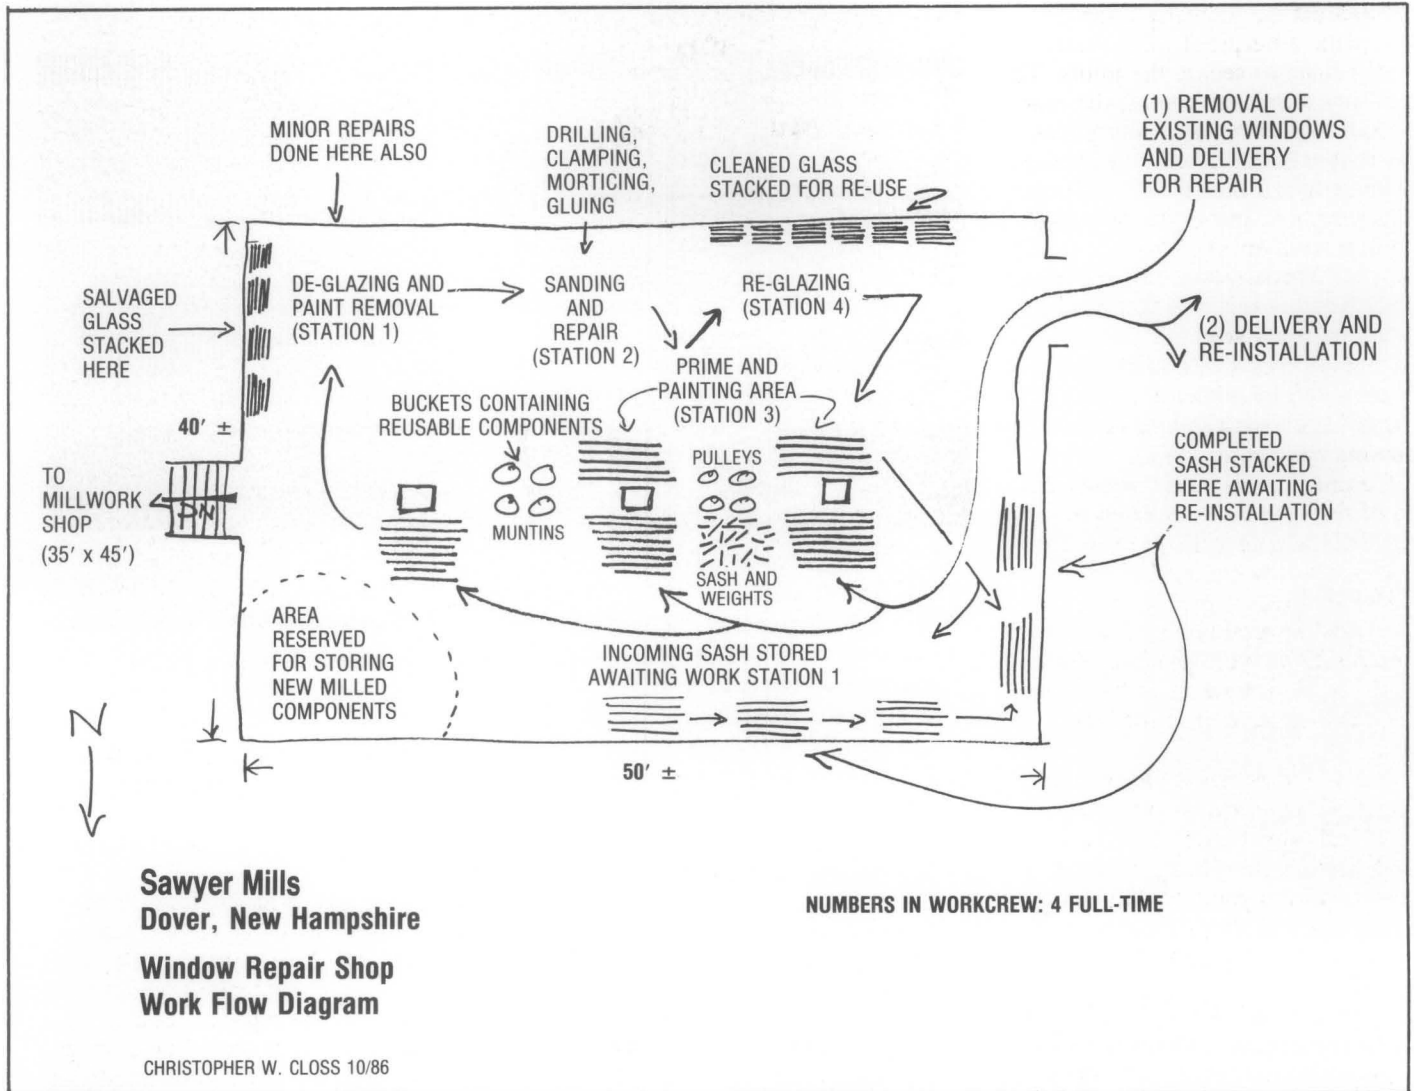 MINOR REPAIRS
DONE HERE ALSO
DRILLING,
CLAMPING,
MORTICING,
GLUING
CLEANED GLASS
STACKED FOR RE-USE
(1) REMOVAL OF
EXISTING WINDOWS
AND DELIVERY
FOR REPAIR
SALVAGED
GLASS
STACKED
HERE
DE-GLAZING AND
PAINT REMOVAL
(STATION 1)
SANDING
AND
REPAIR
(STATION 2)
RE-GLAZING
(STATION 4)
(2) DELIVERY AND
RE-INSTALLATION
PRIME AND
PAINTING AREA
(STATION 3)
BUCKETS CONTAINING
REUSABLE COMPONENTS
40' ±
PULLEYS
MUNTINS
SASH AND
WEIGHTS
COMPLETED
SASH STACKED
HERE AWAITING
RE-INSTALLATION
TO
MILLWORK
SHOP
(35' x 45')
DN
AREA
RESERVED
FOR STORING
NEW MILLED
COMPONENTS
INCOMING SASH STORED
AWAITING WORK STATION 1
N
50' ±
Sawyer Mills
Dover, New Hampshire
Window Repair Shop
Work Flow Diagram
NUMBERS IN WORKCREW: 4 FULL-TIME
CHRISTOPHER W. CLOSS 10/86